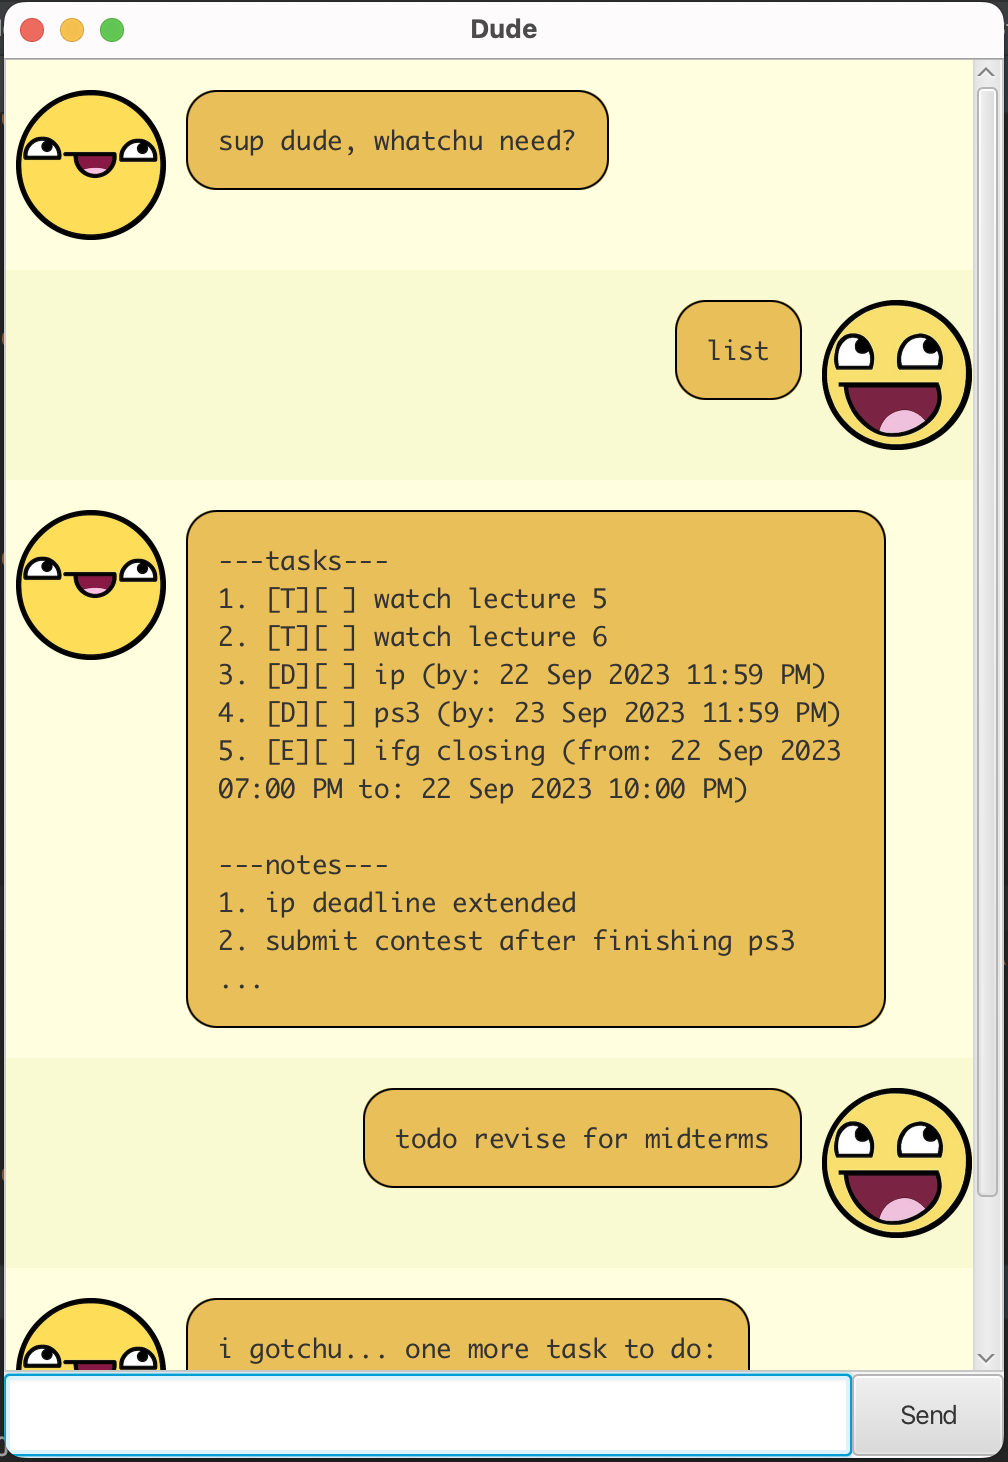 Dude
sup dude, whatchu need?
list
---tasks---
1. [T][ ] watch lecture 5
2. [T][ ] watch lecture 6
3. [D][ ] ip (by: 22 Sep 2023 11:59 PM)
4. [D][ ] ps3 (by: 23 Sep 2023 11:59 PM)
5. [E][ ] ifg closing (from: 22 Sep 2023
07:00 PM to: 22 Sep 2023 10:00 PM)
---notes---
1. ip deadline extended
2. submit contest after finishing ps3
...
todo revise for midterms
i gotchu... one more task to do:
Send